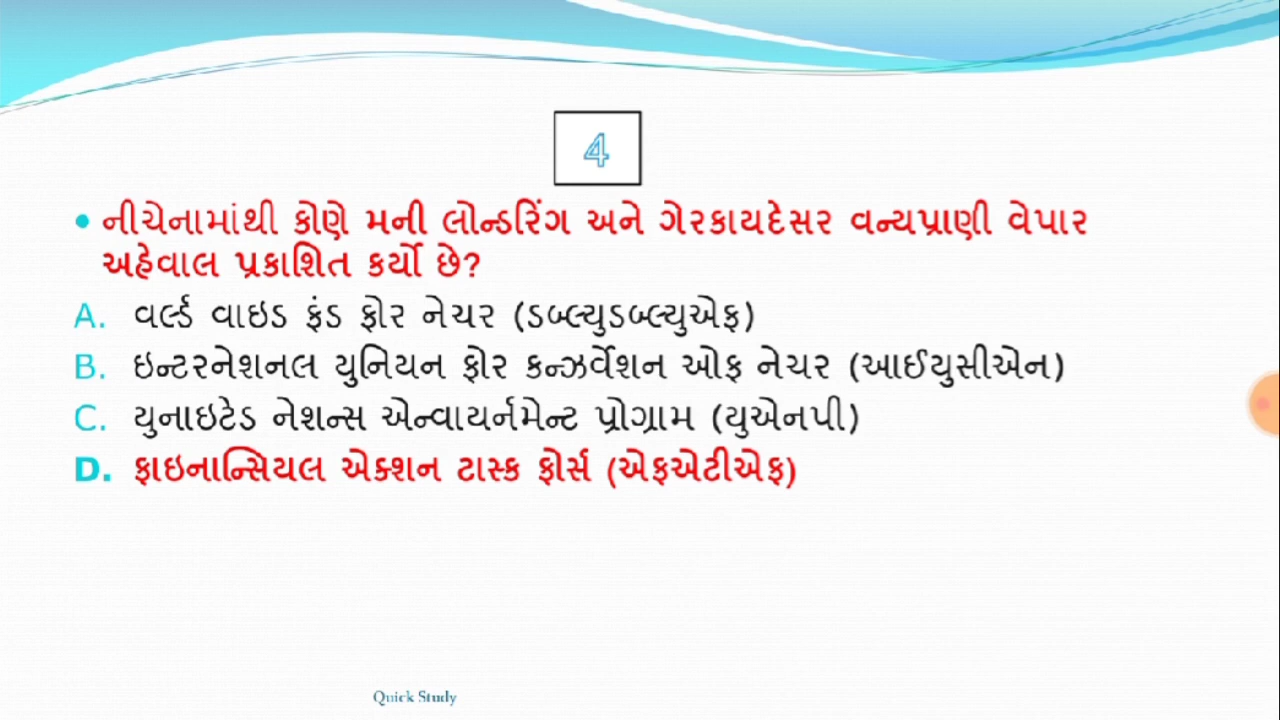 4
• નીચેનામાંથી કોણે મની લોન્ડરિંગ અને ગેરકાયદેસર વન્યપ્રાણી વેપાર
અહેવાલ પ્રકાશિત કર્યો છે?
A. વર્લ્ડ વાઇડ ફંડ ફોર નેચર (ડબ્લ્યુડબ્લ્યુએફ)
B. ઇન્ટરનેશનલ યુનિયન ફોર કન્ઝર્વેશન ઓફ નેચર (આઈયુસીએન)
C. યુનાઇટેડ નેશન્સ એન્વાયર્નમેન્ટ પ્રોગ્રામ (યુએનપી)
D. ફાઇનાન્સિયલ એક્શન ટાસ્ક ફોર્સ (એફએટીએફ)
Quick Study